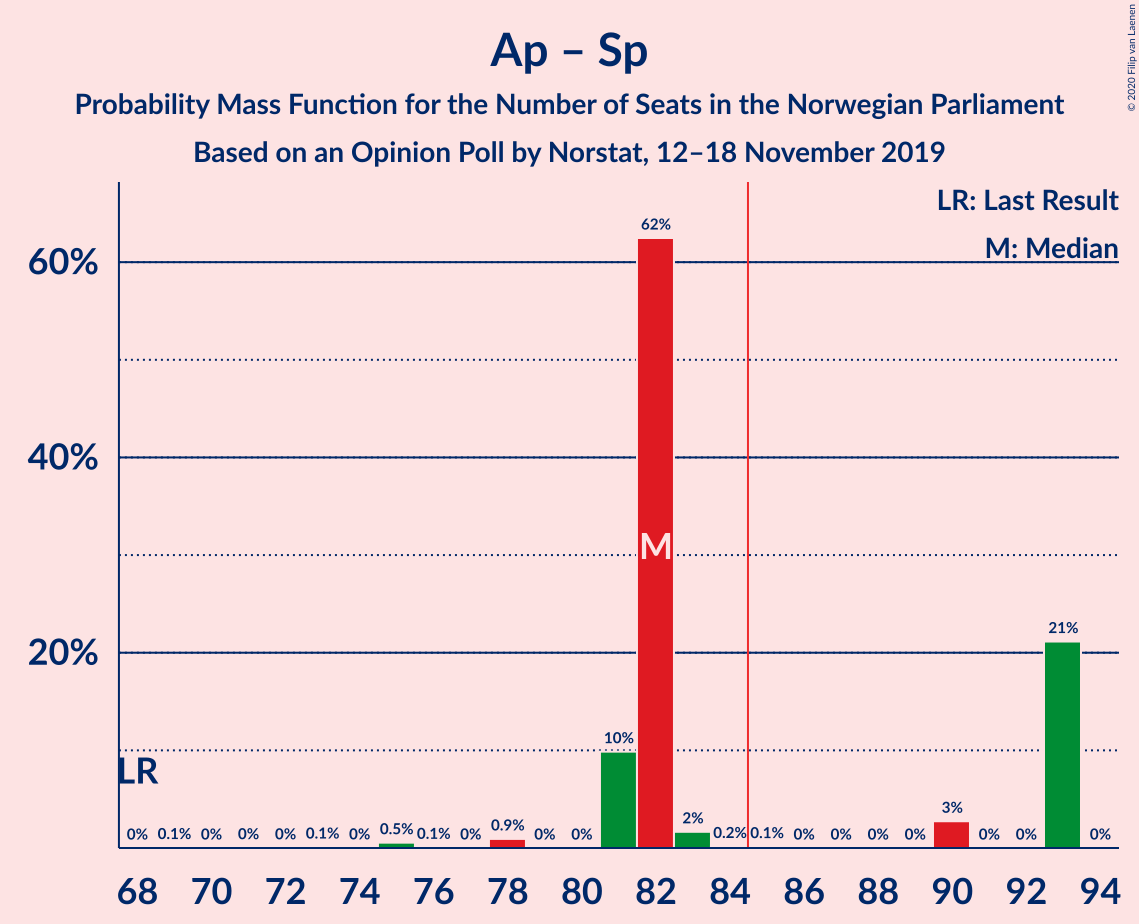 Ap – Sp
Probability Mass Function for the Number of Seats in the Norwegian Parliament
Based on an Opinion Poll by Norstat, 12–18 November 2019
© 2020 Filip van Laenen
LR: Last Result
M: Median
60%
40%
20%
62%
M
21%
10%
LR
0% 0.1% 0% 0% 0% 0.1% 0% 0.5% 0.1% 0% 0.9% 0% 0% 2% 0.2% 0.1% 0% 0% 0% 0% 3% 0% 0% 0%
68 70 72 74 76 78 80 82 84 86 88 90 92 94